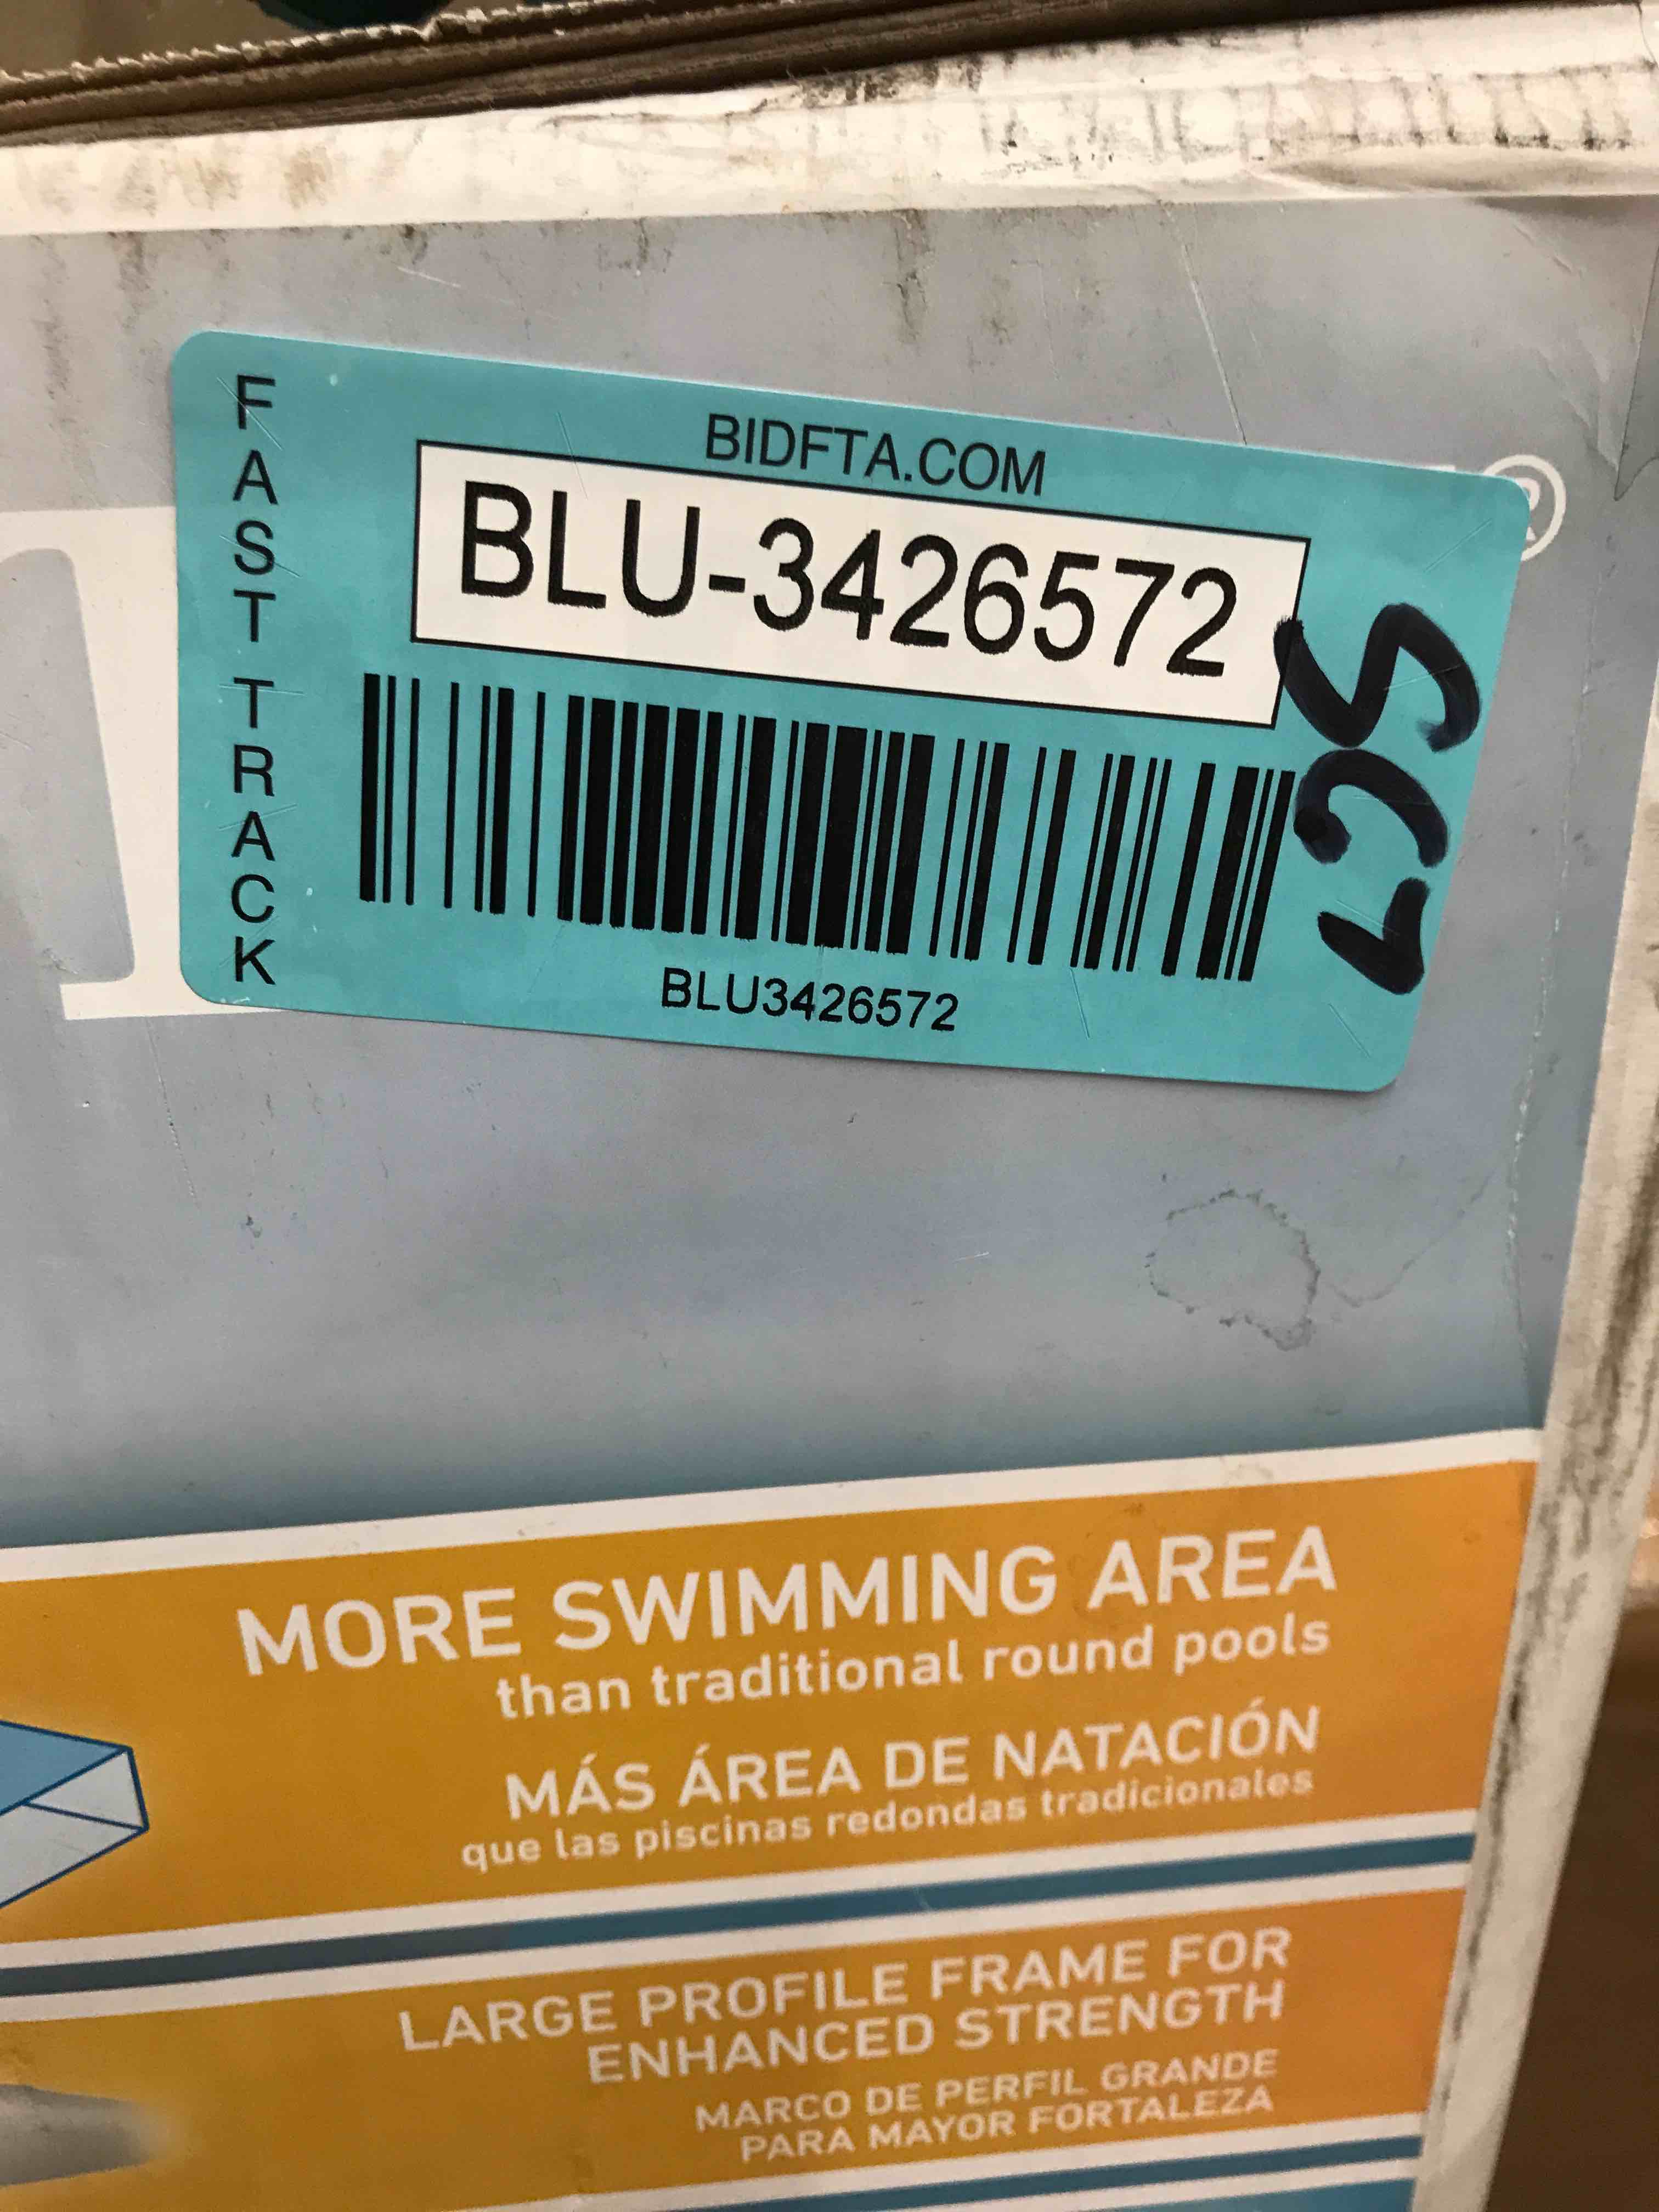 FAST TRACK
BIDFTA.COM
BLU-3426572
BLU3426572
®
MORE SWIMMING AREA
than traditional round pools
MÁS ÁREA DE NATACIÓN
que las piscinas redondas tradicionales
LARGE PROFILE FRAME FOR
ENHANCED STRENGTH
MARCO DE PERFIL GRANDE
PARA MAYOR FORTALEZA